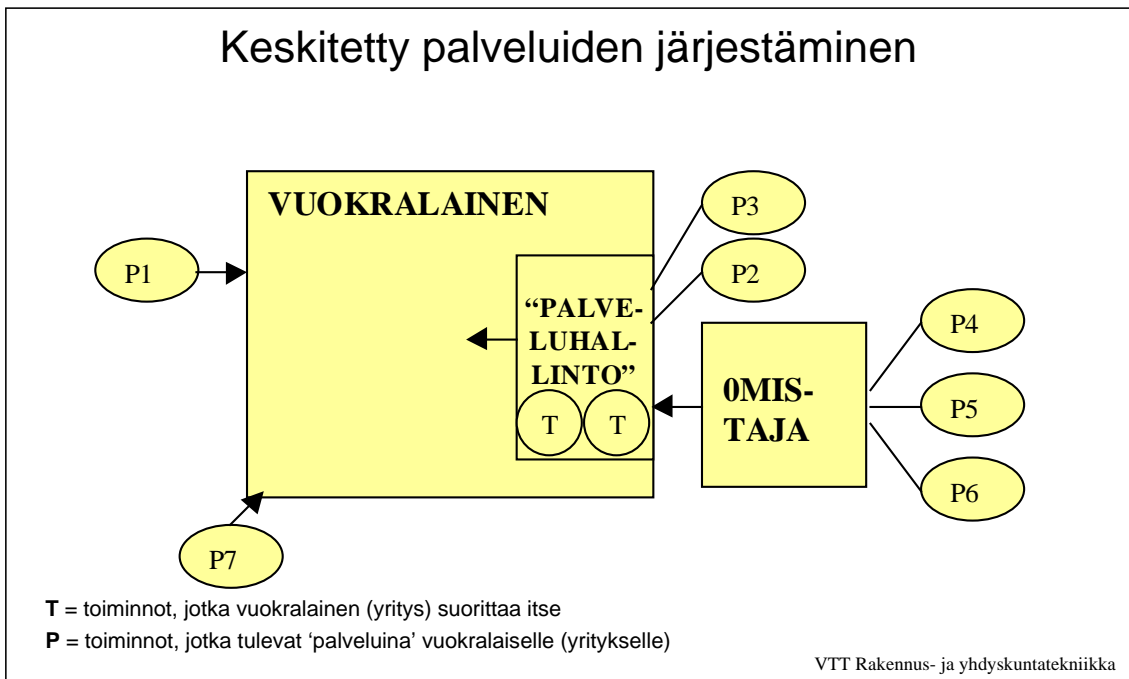 Keskitetty palveluiden järjestäminen
VUOKRALAINEN
P1
P3
P2
“PALVE-
LUHAL-
LINTO”
T T
0MIS-
TAJA
P4
P5
P6
P7
T = toiminnot, jotka vuokralainen (yritys) suorittaa itse
P = toiminnot, jotka tulevat ‘palveluina’ vuokralaiselle (yritykselle)
VTT Rakennus- ja yhdyskuntatekniikka